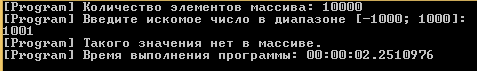 [Program] Количество элементов массива: 10000
[Program] Введите искомое число в диапазоне [-1000; 1000]:
1001
[Program] Такого значения нет в массиве.
[Program] Время выполнения программы: 00:00:02.2510976